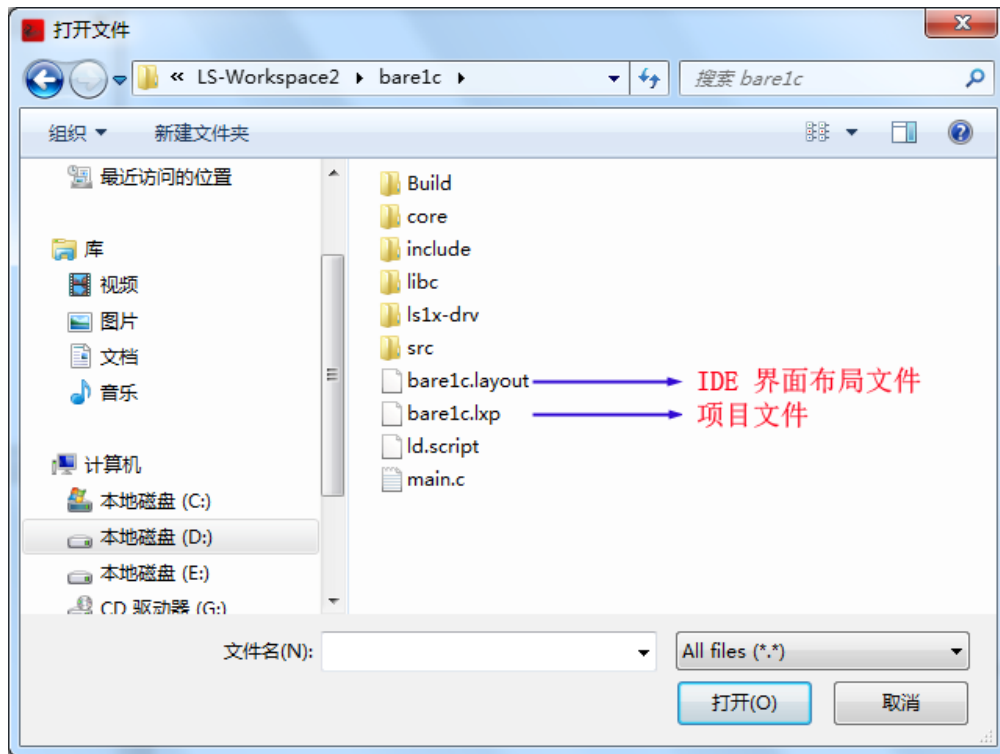 打开文件
« LS-Workspace2 bare1c
搜索 bare1c
组织 新建文件夹
最近访问的位置
库
视频
图片
文档
音乐
计算机
本地磁盘 (C:)
本地磁盘 (D:)
本地磁盘 (E:)
CD 驱动器 (G:)
Build
core
include
libc
ls1x-drv
src
bare1c.layout IDE 界面布局文件
bare1c.lxp 项目文件
ld.script
main.c
文件名(N): All files (*.*)
打开(O) 取消